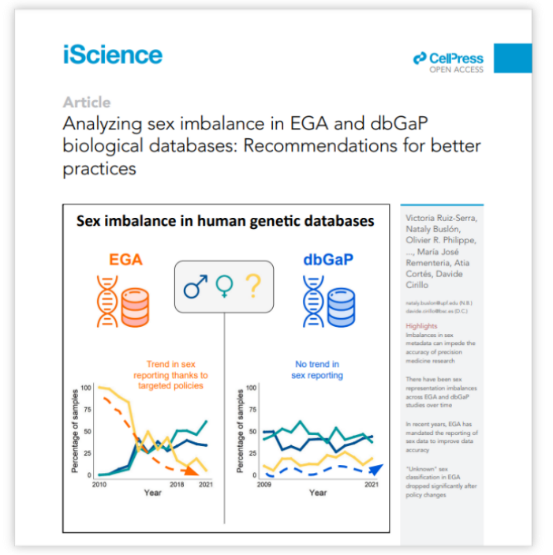 iScience
CellPress
OPEN ACCESS
Article
Analyzing sex imbalance in EGA and dbGaP
biological databases: Recommendations for better
practices
Sex imbalance in human genetic databases
EGA
dbGaP
?
Trend in sex
reporting thanks to
targeted policies
No trend in
sex reporting
Percentage of samples
100
75
50
25
0
2010
2018
2021
Year
Percentage of samples
100
75
50
25
0
2009
2021
Year
Victoria Ruiz-Serra,
Nataly Buslón,
Olivier R. Philippe,
..., María José
Rementeria, Atia
Cortés, Davide
Cirillo
nataly.buslon@upf.edu (N.B.)
davide.cirillo@bsc.es (D.C.)
Highlights
Imbalances in sex
metadata can impede the
accuracy of precision
medicine research
There have been sex
representation imbalances
across EGA and dbGaP
studies over time
In recent years, EGA has
mandated the reporting of
sex data to improve data
accuracy
"Unknown" sex
classification in EGA
dropped significantly after
policy changes